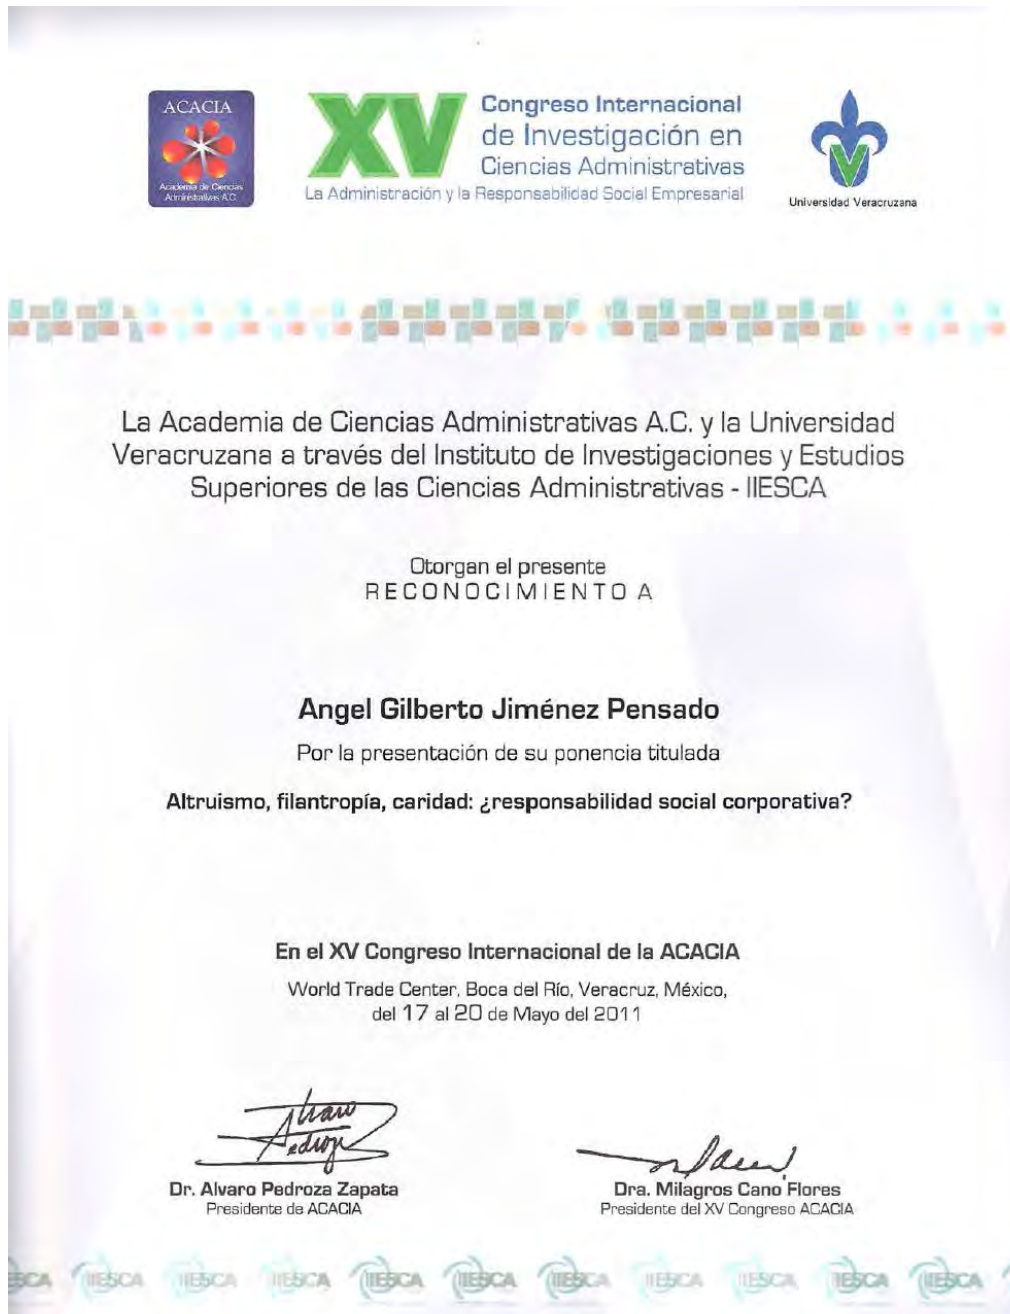 ACACIA
Academia de Ciencias
Administrativas A.C.
XV
Congreso Internacional
de Investigación en
Ciencias Administrativas
La Administración y la Responsabilidad Social Empresarial
Universidad Veracruzana
La Academia de Ciencias Administrativas A.C. y la Universidad
Veracruzana a través del Instituto de Investigaciones y Estudios
Superiores de las Ciencias Administrativas - IIESCA
Otorgan el presente
RECONOCIMIENTO A
Angel Gilberto Jiménez Pensado
Por la presentación de su ponencia titulada
Altruismo, filantropía, caridad: ¿responsabilidad social corporativa?
En el XV Congreso Internacional de la ACACIA
World Trade Center, Boca del Río, Veracruz, México,
del 17 al 20 de Mayo del 2011
Alvaro
Pedroza
Dr. Alvaro Pedroza Zapata
Presidente de ACACIA
Dra. Milagros Cano Flores
Presidente del XV Congreso ACACIA
IIESCA IIESCA IIESCA IIESCA IIESCA IIESCA IIESCA IIESCA IIESCA IIESCA